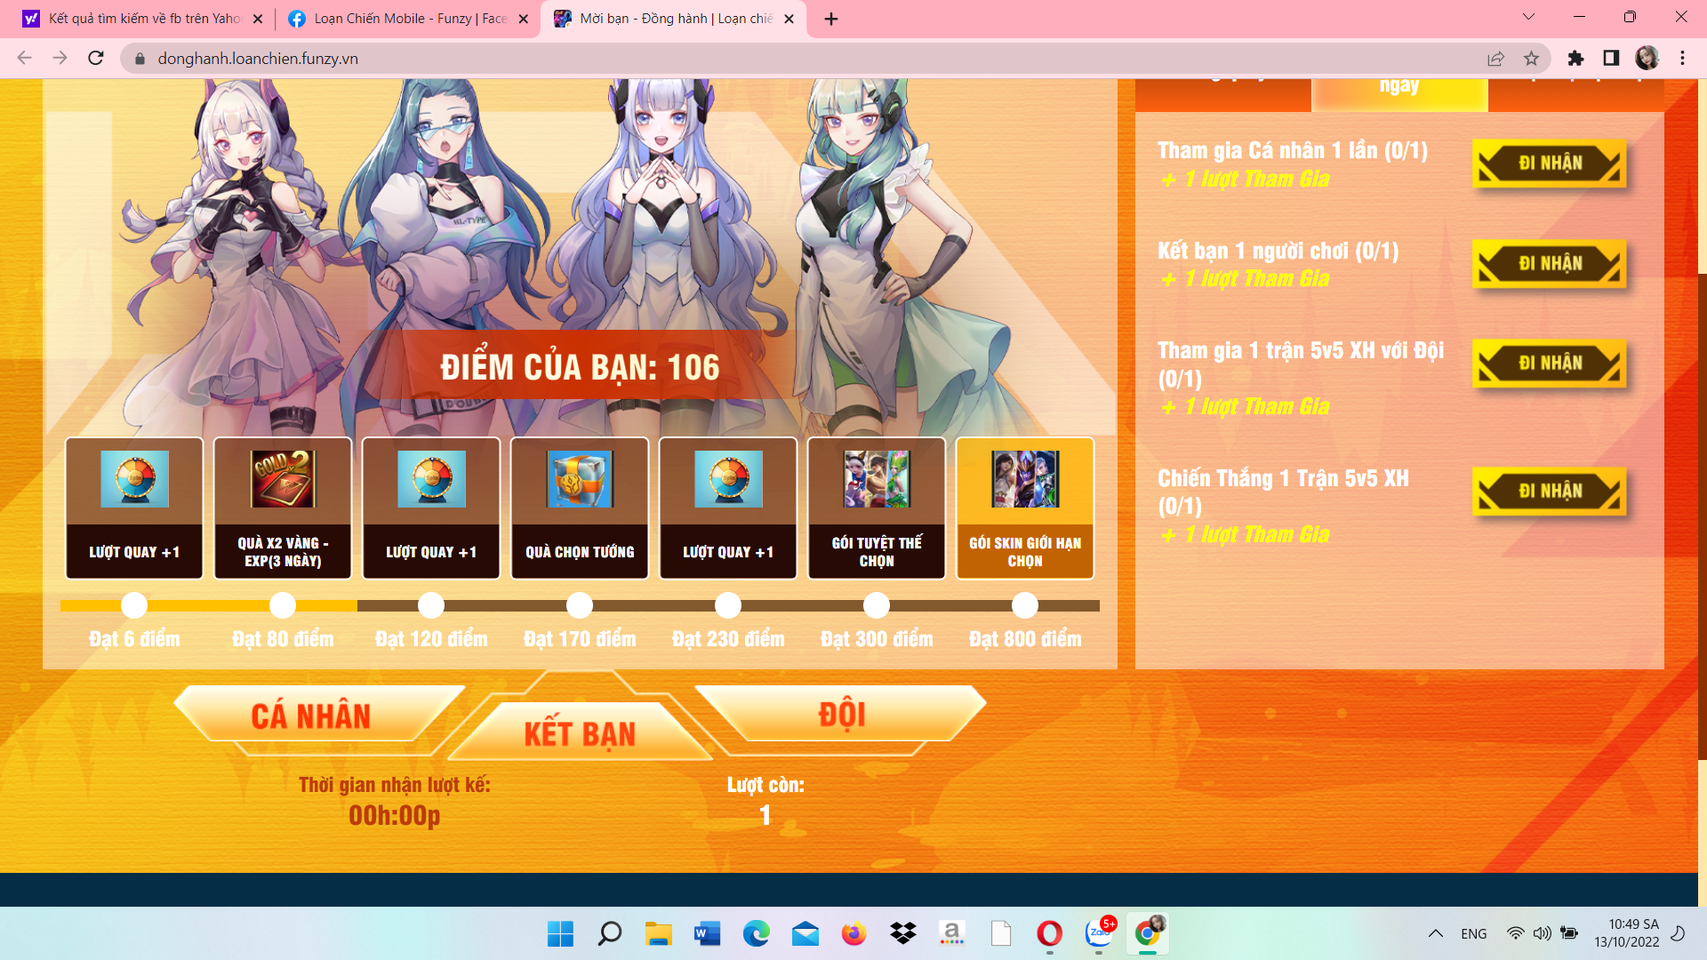 Kết quả tìm kiếm về fb trên Yaho
Loạn Chiến Mobile - Funzy | Face
Mời bạn - Đồng hành | Loạn chiế
donghanh.loanchien.funzy.vn
ngày
Tham gia Cá nhân 1 lần (0/1)
+ 1 lượt Tham Gia
ĐI NHẬN
Kết bạn 1 người chơi (0/1)
+ 1 lượt Tham Gia
ĐI NHẬN
Tham gia 1 trận 5v5 XH với Đội
(0/1)
+ 1 lượt Tham Gia
ĐI NHẬN
Chiến Thắng 1 Trận 5v5 XH
(0/1)
+ 1 lượt Tham Gia
ĐI NHẬN
ĐIỂM CỦA BẠN: 106
GOLD x2
LƯỢT QUAY +1
QUÀ X2 VÀNG -
EXP(3 NGÀY)
LƯỢT QUAY +1
QUÀ CHỌN TƯỚNG
LƯỢT QUAY +1
GÓI TUYỆT THẾ
CHỌN
GÓI SKIN GIỚI HẠN
CHỌN
Đạt 6 điểm
Đạt 80 điểm
Đạt 120 điểm
Đạt 170 điểm
Đạt 230 điểm
Đạt 300 điểm
Đạt 800 điểm
CÁ NHÂN
KẾT BẠN
ĐỘI
Thời gian nhận lượt kế:
00h:00p
Lượt còn:
1
Zalo
5+
ENG
10:49 SA
13/10/2022